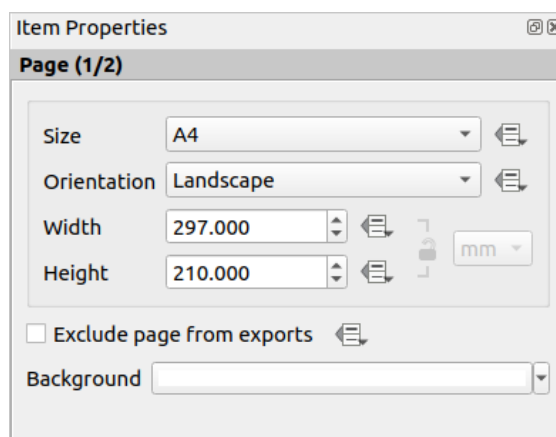 Item Properties
Page (1/2)
Size A4
Orientation Landscape
Width 297.000
mm
Height 210.000
Exclude page from exports
Background